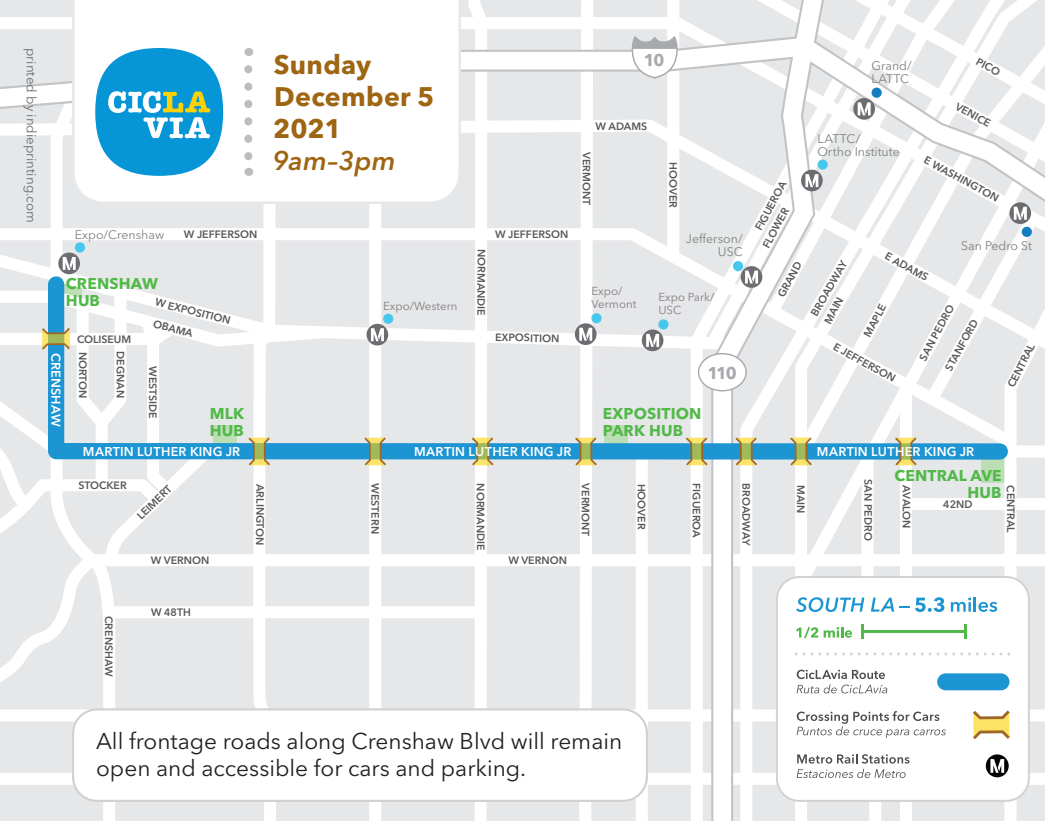 printed by indieprinting.com
CICLA
VIA
Sunday
December 5
2021
9am–3pm
10
Grand/
LATTC
PICO
VENICE
W ADAMS
LATTC/
Ortho Institute
E WASHINGTON
VERMONT
HOOVER
FIGUEROA
FLOWER
San Pedro St
Expo/Crenshaw
W JEFFERSON
W JEFFERSON
Jefferson/
USC
M
M
M
M
M
M
M
M
NORMANDIE
GRAND
BROADWAY
MAIN
E ADAMS
MAPLE
SAN PEDRO
STANFORD
CENTRAL
CRENSHAW
HUB
W EXPOSITION
OBAMA
Expo/Western
Expo/
Vermont
Expo Park/
USC
EXPOSITION
COLISEUM
E JEFFERSON
110
CRENSHAW
NORTON
DEGNAN
WESTSIDE
MLK
HUB
EXPOSITION
PARK HUB
MARTIN LUTHER KING JR
MARTIN LUTHER KING JR
MARTIN LUTHER KING JR
CENTRAL AVE
HUB
STOCKER
LEIMERT
ARLINGTON
WESTERN
NORMANDIE
VERMONT
HOOVER
FIGUEROA
BROADWAY
MAIN
SAN PEDRO
AVALON
42ND
CENTRAL
W VERNON
W VERNON
W 48TH
CRENSHAW
SOUTH LA – 5.3 miles
1/2 mile
CicLAvia Route
Ruta de CicLAvía
Crossing Points for Cars
Puntos de cruce para carros
Metro Rail Stations
Estaciones de Metro
M
All frontage roads along Crenshaw Blvd will remain
open and accessible for cars and parking.